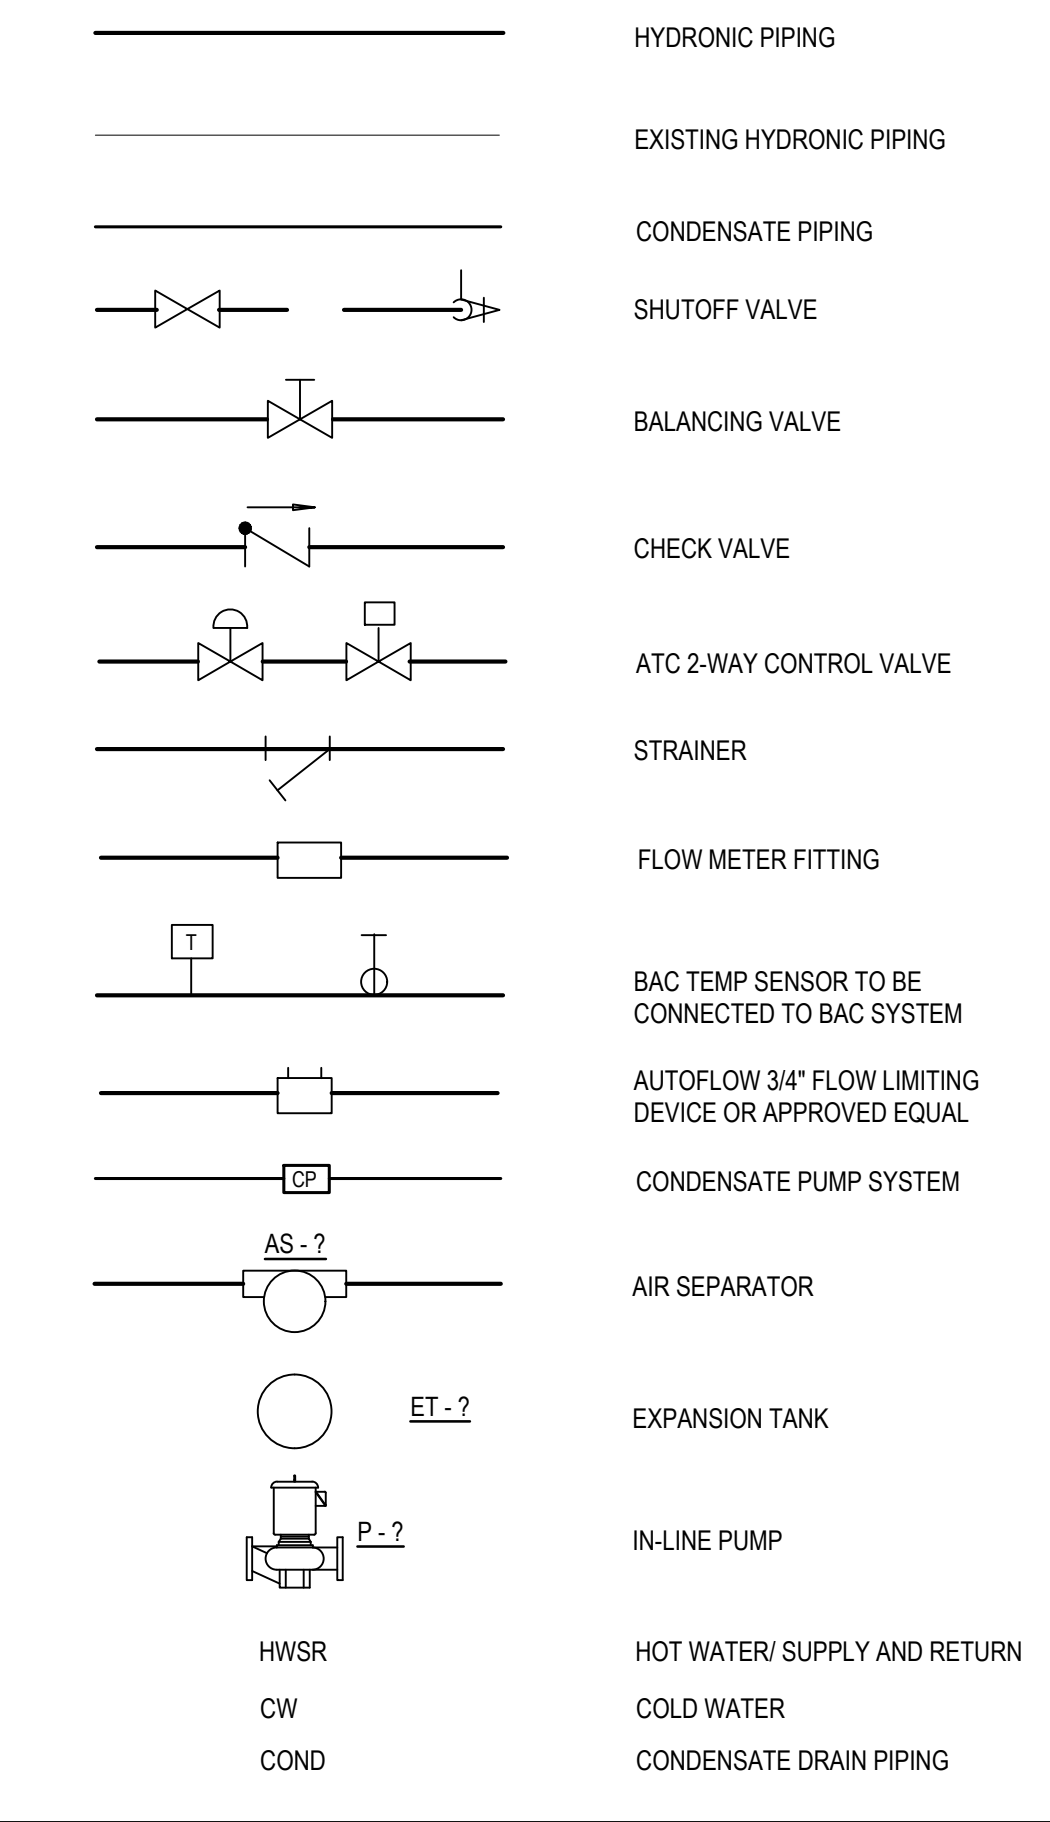 HYDRONIC PIPING
EXISTING HYDRONIC PIPING
CONDENSATE PIPING
SHUTOFF VALVE
BALANCING VALVE
CHECK VALVE
ATC 2-WAY CONTROL VALVE
STRAINER
FLOW METER FITTING
T
BAC TEMP SENSOR TO BE
CONNECTED TO BAC SYSTEM
AUTOFLOW 3/4" FLOW LIMITING
DEVICE OR APPROVED EQUAL
CP
CONDENSATE PUMP SYSTEM
AS - ?
AIR SEPARATOR
ET - ?
EXPANSION TANK
P - ?
IN-LINE PUMP
HWSR
HOT WATER/ SUPPLY AND RETURN
CW
COLD WATER
COND
CONDENSATE DRAIN PIPING